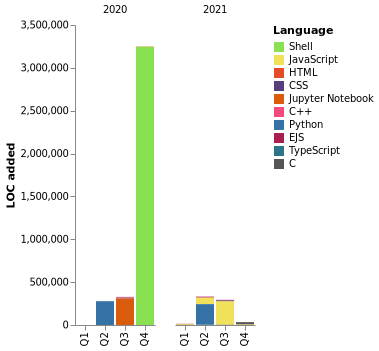 2020 2021
Language
Shell
JavaScript
HTML
CSS
Jupyter Notebook
C++
Python
EJS
TypeScript
C
LOC added
3,500,000
3,000,000
2,500,000
2,000,000
1,500,000
1,000,000
500,000
0
Q1 Q2 Q3 Q4 Q1 Q2 Q3 Q4